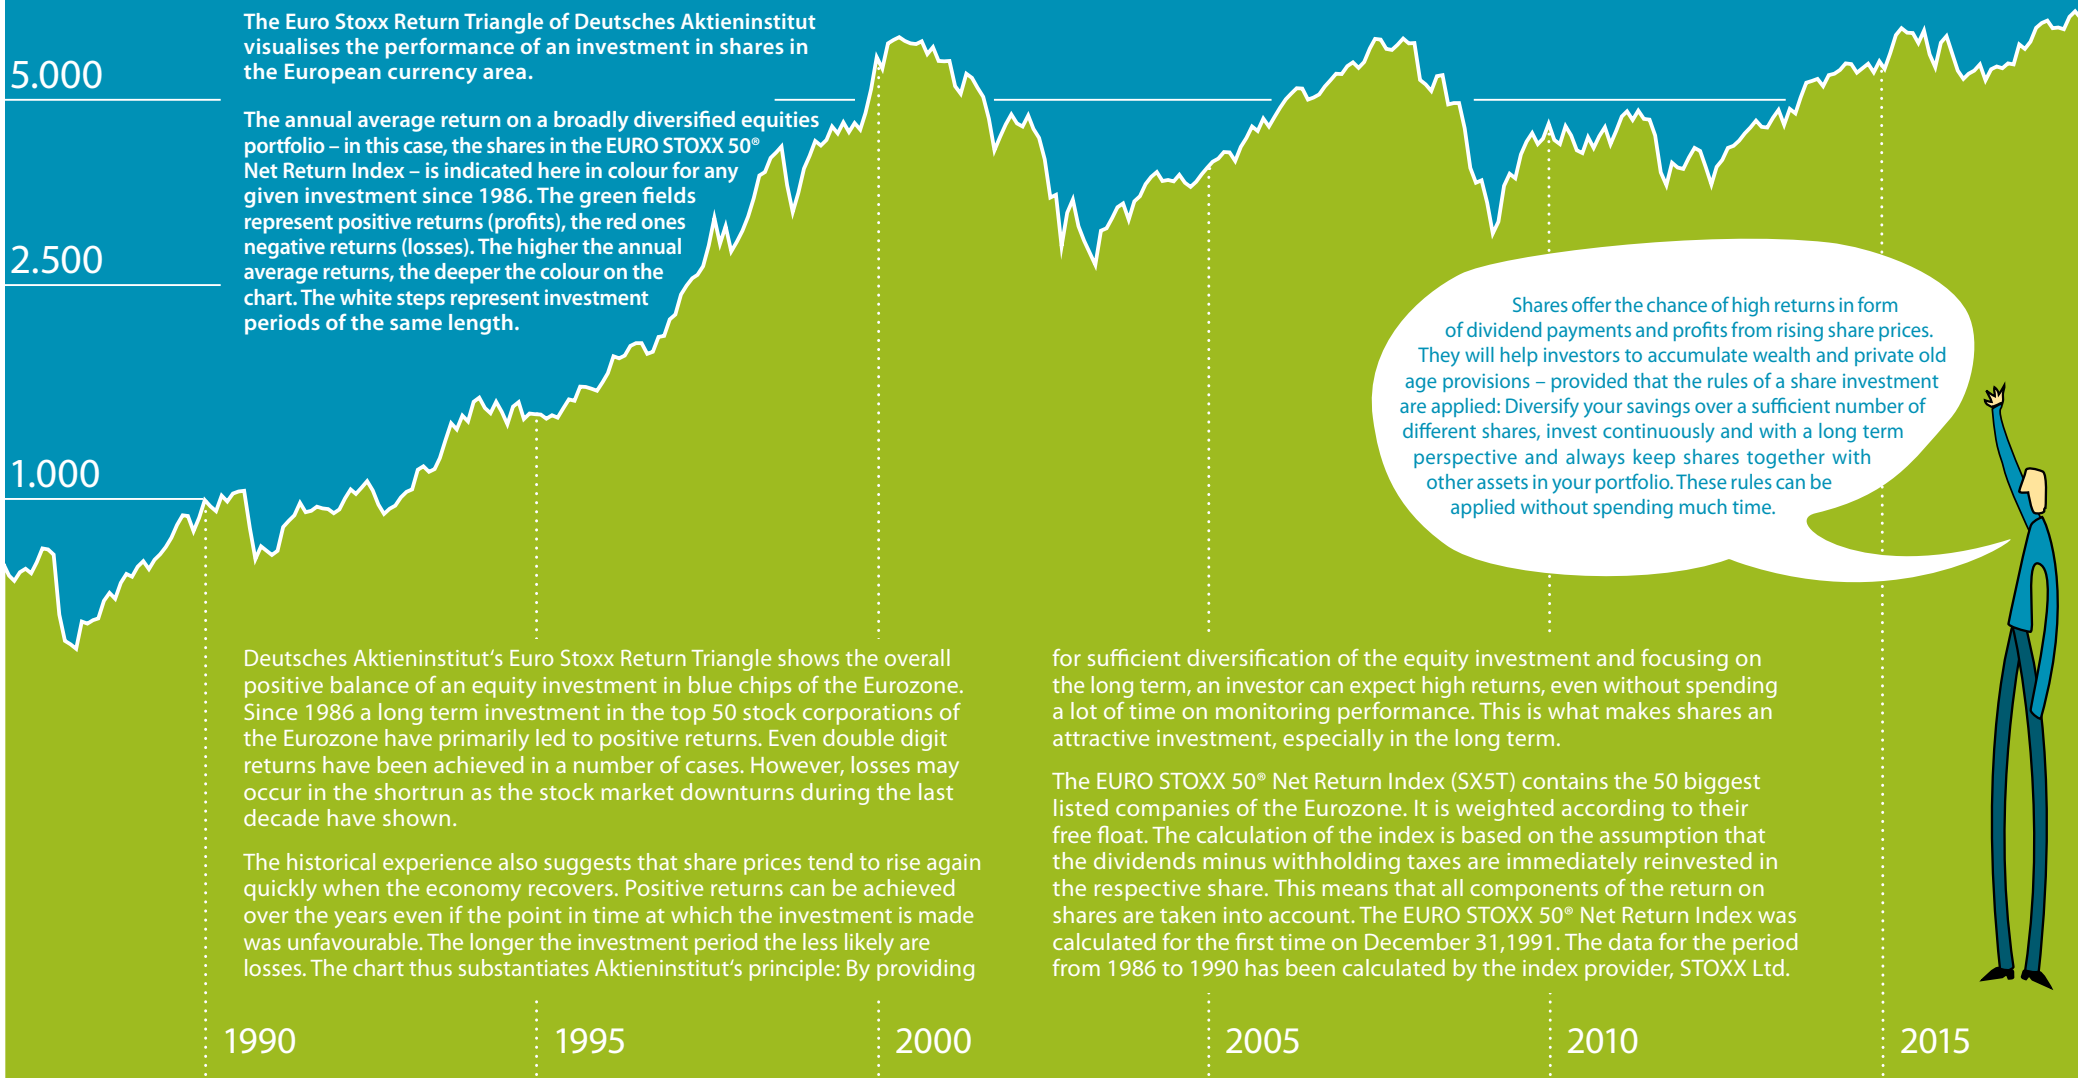 The Euro Stoxx Return Triangle of Deutsches Aktieninstitut
visualises the performance of an investment in shares in
the European currency area.
The annual average return on a broadly diversified equities
portfolio – in this case, the shares in the EURO STOXX 50®
Net Return Index – is indicated here in colour for any
given investment since 1986. The green fields
represent positive returns (profits), the red ones
negative returns (losses). The higher the annual
average returns, the deeper the colour on the
chart. The white steps represent investment
periods of the same length.
5.000
2.500
1.000
Shares offer the chance of high returns in form
of dividend payments and profits from rising share prices.
They will help investors to accumulate wealth and private old
age provisions – provided that the rules of a share investment
are applied: Diversify your savings over a sufficient number of
different shares, invest continuously and with a long term
perspective and always keep shares together with
other assets in your portfolio. These rules can be
applied without spending much time.
Deutsches Aktieninstitut‘s Euro Stoxx Return Triangle shows the overall
positive balance of an equity investment in blue chips of the Eurozone.
Since 1986 a long term investment in the top 50 stock corporations of
the Eurozone have primarily led to positive returns. Even double digit
returns have been achieved in a number of cases. However, losses may
occur in the shortrun as the stock market downturns during the last
decade have shown.
The historical experience also suggests that share prices tend to rise again
quickly when the economy recovers. Positive returns can be achieved
over the years even if the point in time at which the investment is made
was unfavourable. The longer the investment period the less likely are
losses. The chart thus substantiates Aktieninstitut‘s principle: By providing
for sufficient diversification of the equity investment and focusing on
the long term, an investor can expect high returns, even without spending
a lot of time on monitoring performance. This is what makes shares an
attractive investment, especially in the long term.
The EURO STOXX 50® Net Return Index (SX5T) contains the 50 biggest
listed companies of the Eurozone. It is weighted according to their
free float. The calculation of the index is based on the assumption that
the dividends minus withholding taxes are immediately reinvested in
the respective share. This means that all components of the return on
shares are taken into account. The EURO STOXX 50® Net Return Index was
calculated for the first time on December 31,1991. The data for the period
from 1986 to 1990 has been calculated by the index provider, STOXX Ltd.
1990
1995
2000
2005
2010
2015